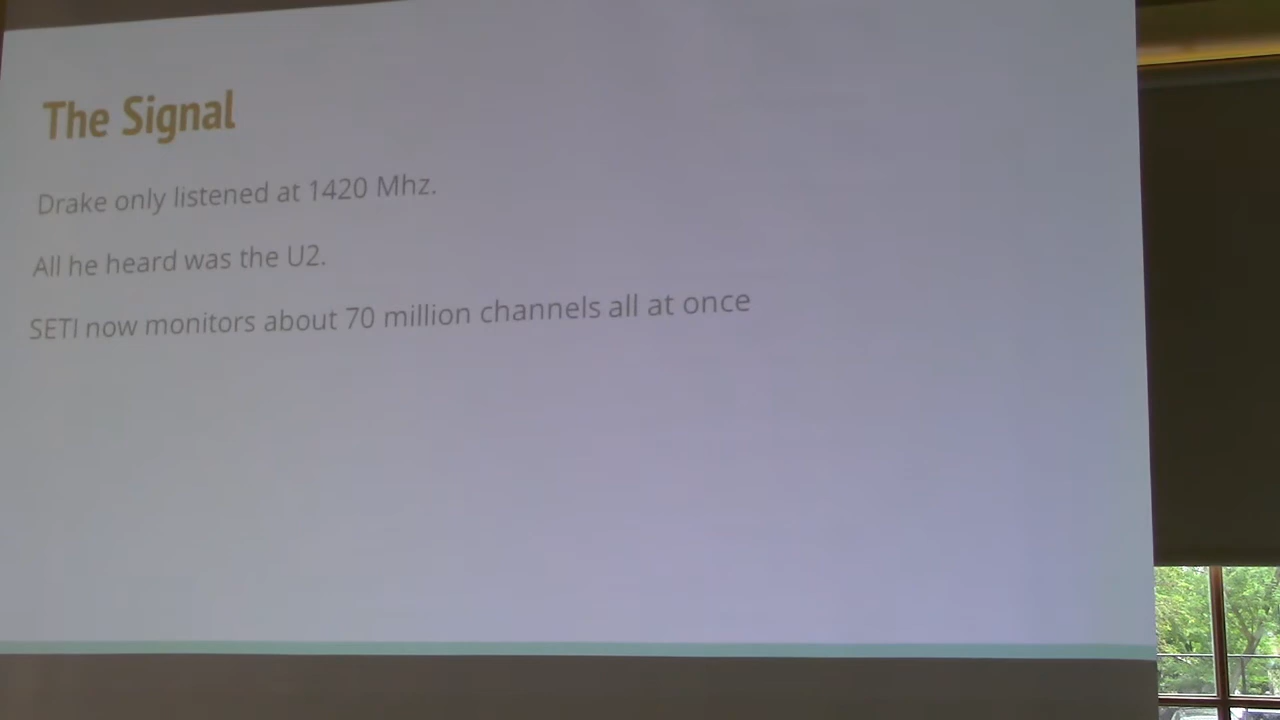 The Signal
Drake only listened at 1420 Mhz.
All he heard was the U2.
SETI now monitors about 70 million channels all at once